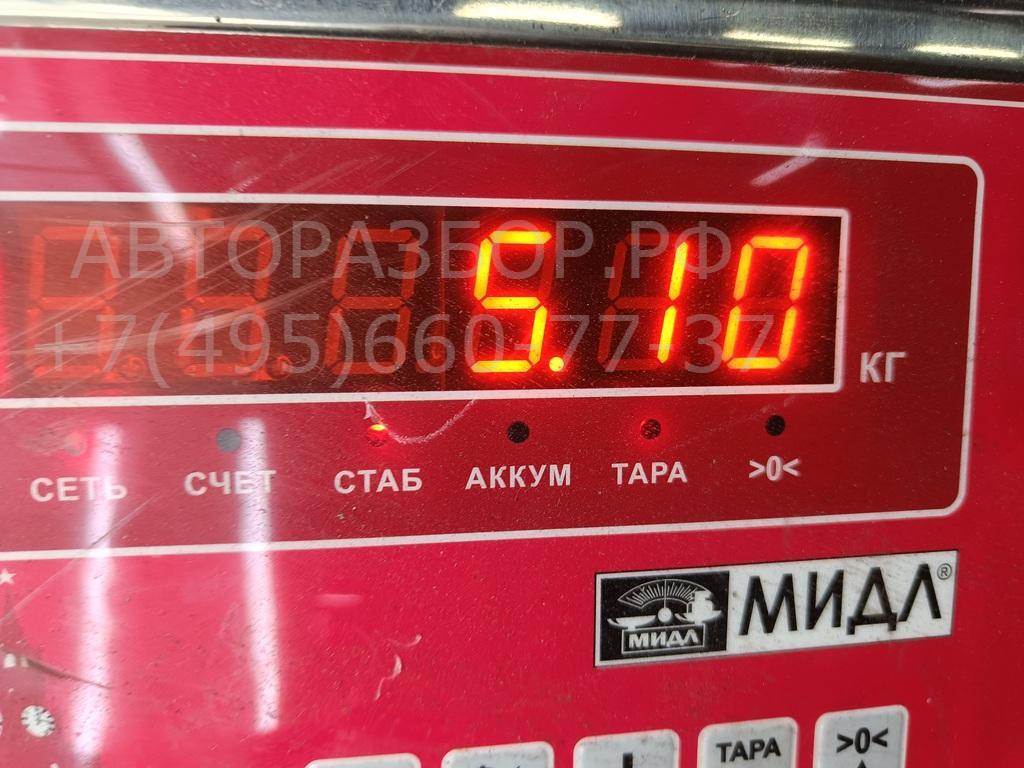 АВТОРАЗБОР.РФ
+7(495)660-77-37
5.10
КГ
СЕТЬ СЧЕТ СТАБ АККУМ ТАРА >0<
МИДЛ МИДЛ®
ТАРА >0<